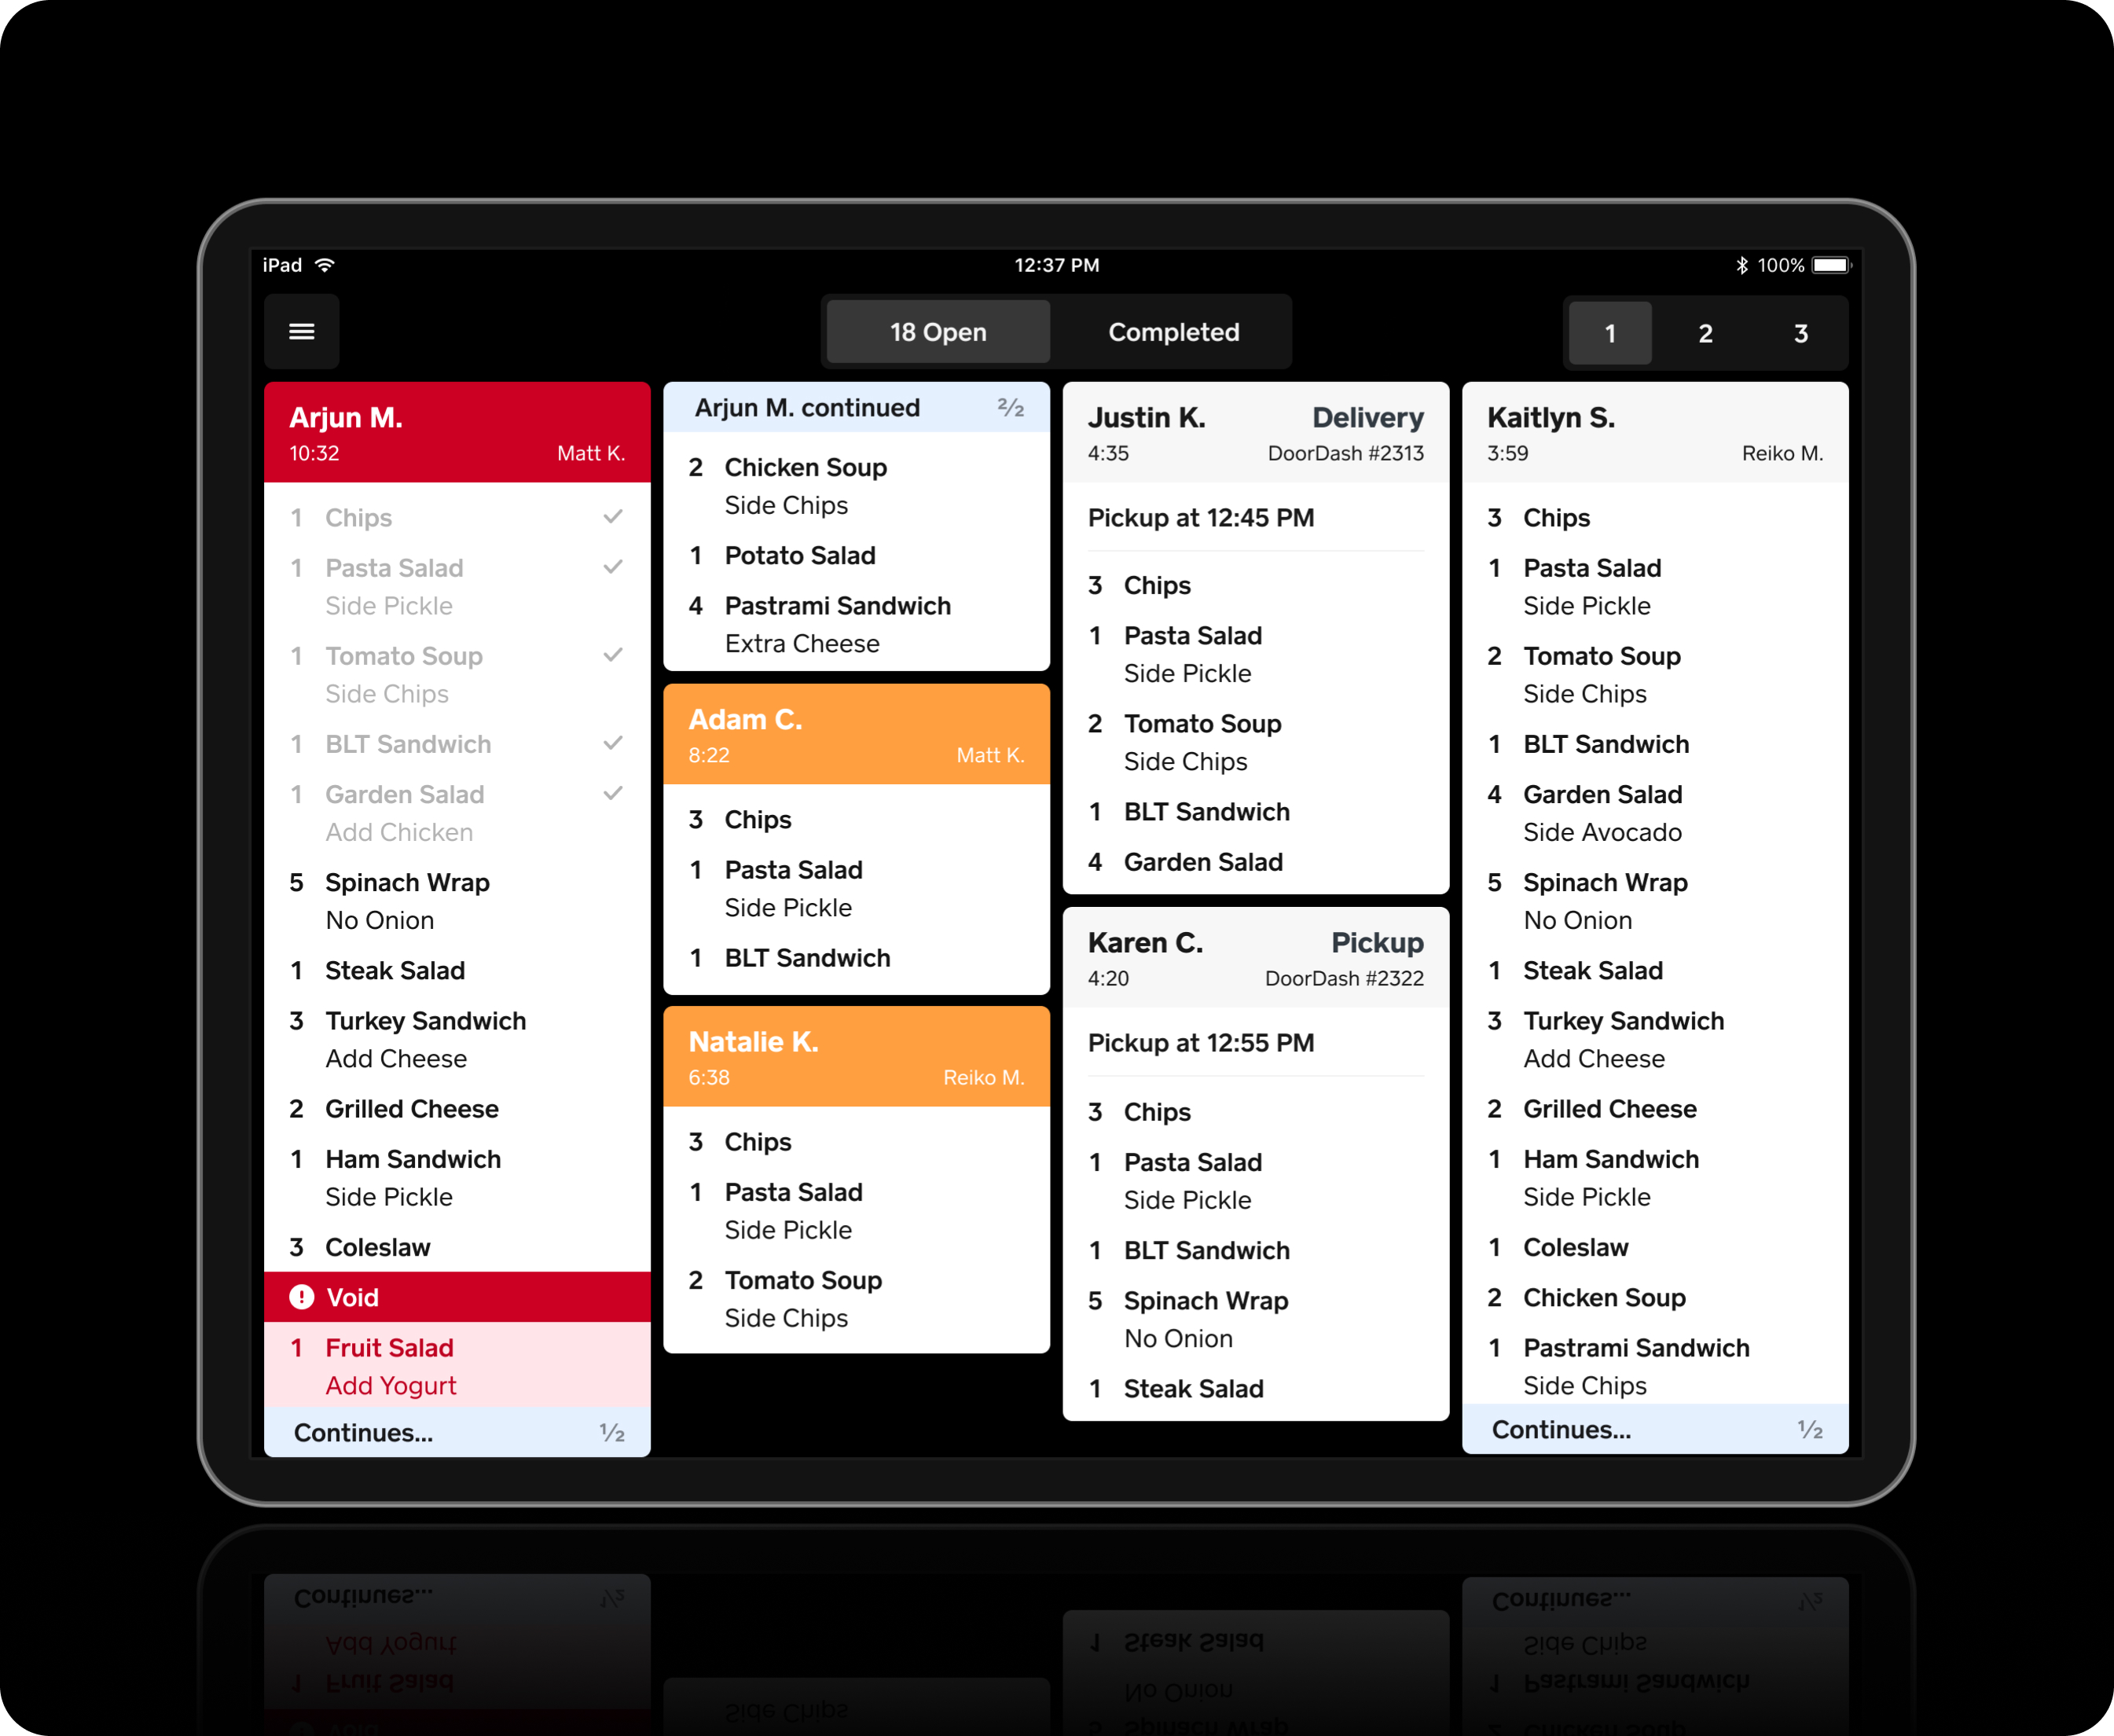 iPad
12:37 PM
100%
18 Open
Completed
1 2 3
Arjun M.
10:32 Matt K.
1 Chips
1 Pasta Salad
Side Pickle
1 Tomato Soup
Side Chips
1 BLT Sandwich
1 Garden Salad
Add Chicken
5 Spinach Wrap
No Onion
1 Steak Salad
3 Turkey Sandwich
Add Cheese
2 Grilled Cheese
1 Ham Sandwich
Side Pickle
3 Coleslaw
Void
1 Fruit Salad
Add Yogurt
Continues... ½
Arjun M. continued 2/2
2 Chicken Soup
Side Chips
1 Potato Salad
4 Pastrami Sandwich
Extra Cheese
Adam C.
8:22 Matt K.
3 Chips
1 Pasta Salad
Side Pickle
1 BLT Sandwich
Natalie K.
6:38 Reiko M.
3 Chips
1 Pasta Salad
Side Pickle
2 Tomato Soup
Side Chips
Justin K. Delivery
4:35 DoorDash #2313
Pickup at 12:45 PM
3 Chips
1 Pasta Salad
Side Pickle
2 Tomato Soup
Side Chips
1 BLT Sandwich
4 Garden Salad
Karen C. Pickup
4:20 DoorDash #2322
Pickup at 12:55 PM
3 Chips
1 Pasta Salad
Side Pickle
1 BLT Sandwich
5 Spinach Wrap
No Onion
1 Steak Salad
Kaitlyn S.
3:59 Reiko M.
3 Chips
1 Pasta Salad
Side Pickle
2 Tomato Soup
Side Chips
1 BLT Sandwich
4 Garden Salad
Side Avocado
5 Spinach Wrap
No Onion
1 Steak Salad
3 Turkey Sandwich
Add Cheese
2 Grilled Cheese
1 Ham Sandwich
Side Pickle
1 Coleslaw
2 Chicken Soup
1 Pastrami Sandwich
Side Chips
Continues... ½